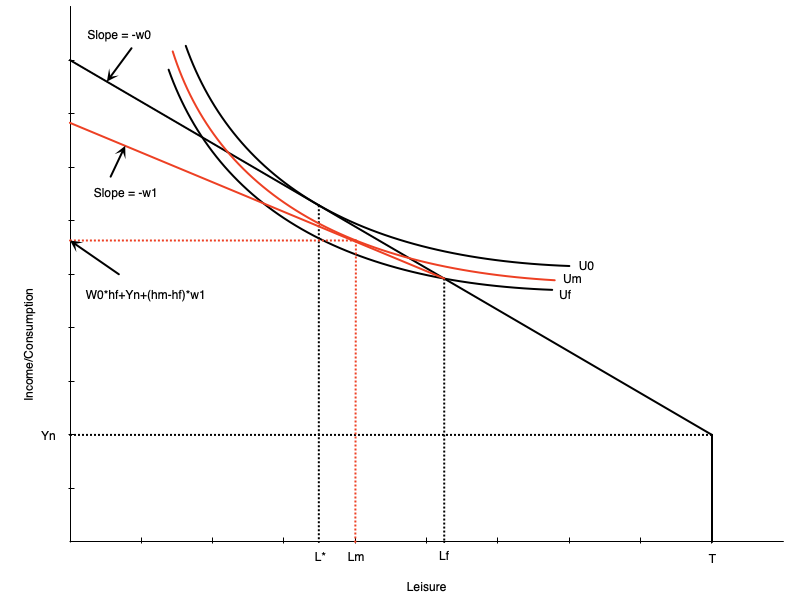 Slope = -w0
Slope = -w1
U0
Um
Uf
W0*hf+Yn+(hm-hf)*w1
Income/Consumption
Yn
L*
Lm
Lf
T
Leisure